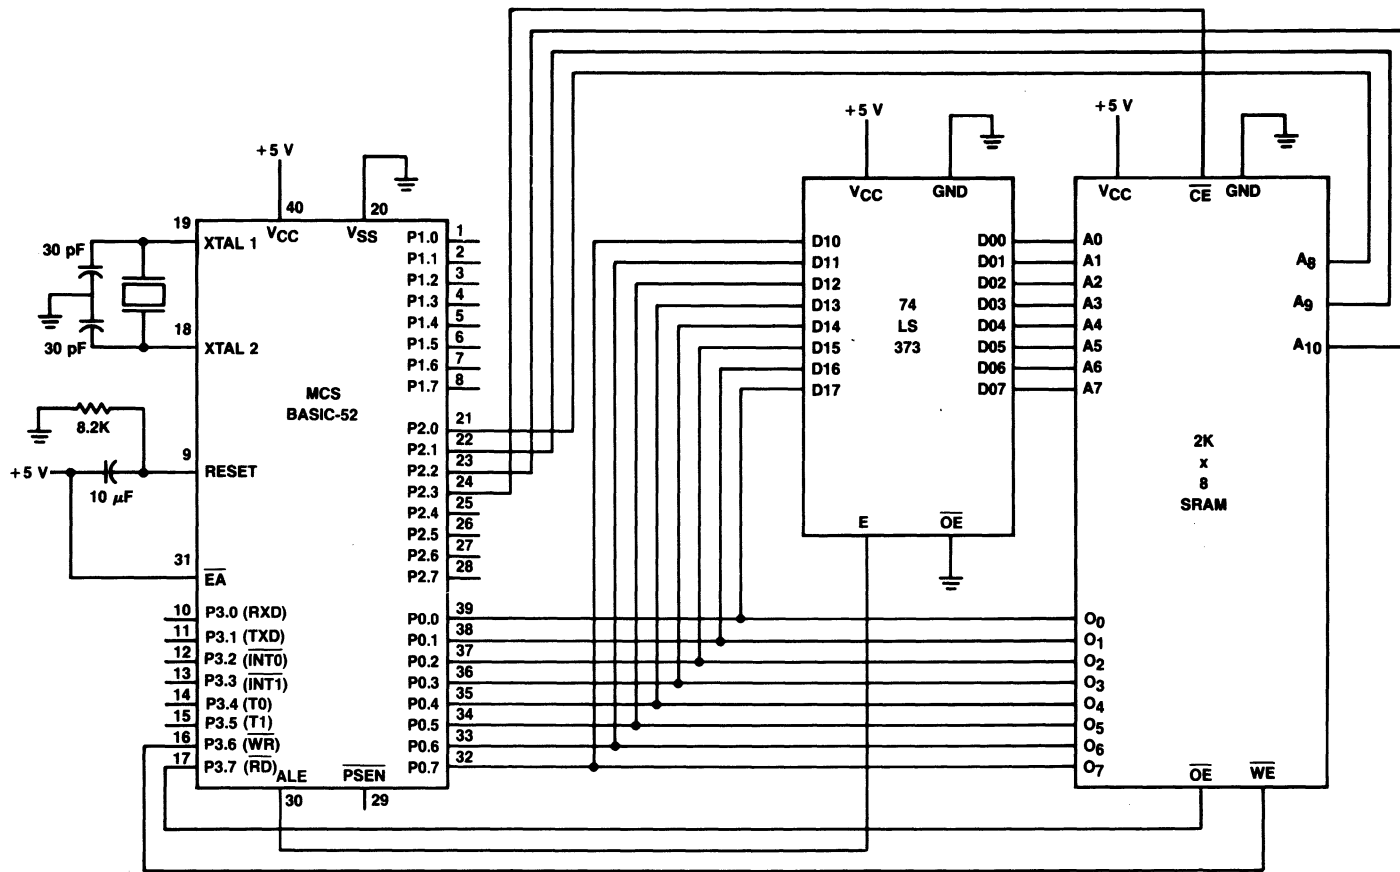 +5 V
+5 V
+5 V
40
20
19
XTAL 1
VCC
VSS
30 pF
18
30 pF
XTAL 2
MCS
BASIC-52
8.2K
9
RESET
+5 V
10 μF
31
EA
10 P3.0 (RXD)
11 P3.1 (TXD)
12 P3.2 (INT0)
13 P3.3 (INT1)
14 P3.4 (T0)
15 P3.5 (T1)
16 P3.6 (WR)
17 P3.7 (RD)
ALE
PSEN
30
29
P1.0 1
P1.1 2
P1.2 3
P1.3 4
P1.4 5
P1.5 6
P1.6 7
P1.7 8
P2.0 21
P2.1 22
P2.2 23
P2.3 24
P2.4 25
P2.5 26
P2.6 27
P2.7 28
P0.0 39
P0.1 38
P0.2 37
P0.3 36
P0.4 35
P0.5 34
P0.6 33
P0.7 32
VCC GND
D10 D00
D11 D01
D12 D02
D13 D03
D14 D04
D15 D05
D16 D06
D17 D07
74
LS
373
E OE
VCC CE GND
A0
A1
A2
A3
A4
A5
A6
A7
A8
A9
A10
2K
x
8
SRAM
O0
O1
O2
O3
O4
O5
O6
O7
OE WE